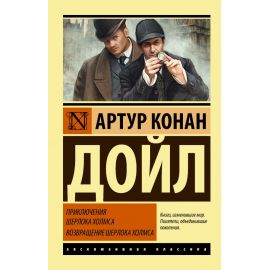 N
АРТУР КОНАН
ДОЙЛ
ПРИКЛЮЧЕНИЯ
ШЕРЛОКА ХОЛМСА
ВОЗВРАЩЕНИЕ ШЕРЛОКА ХОЛМСА
Книги, изменившие мир.
Писатели, объединившие
поколения.
ЭКСКЛЮЗИВНАЯ КЛАССИКА